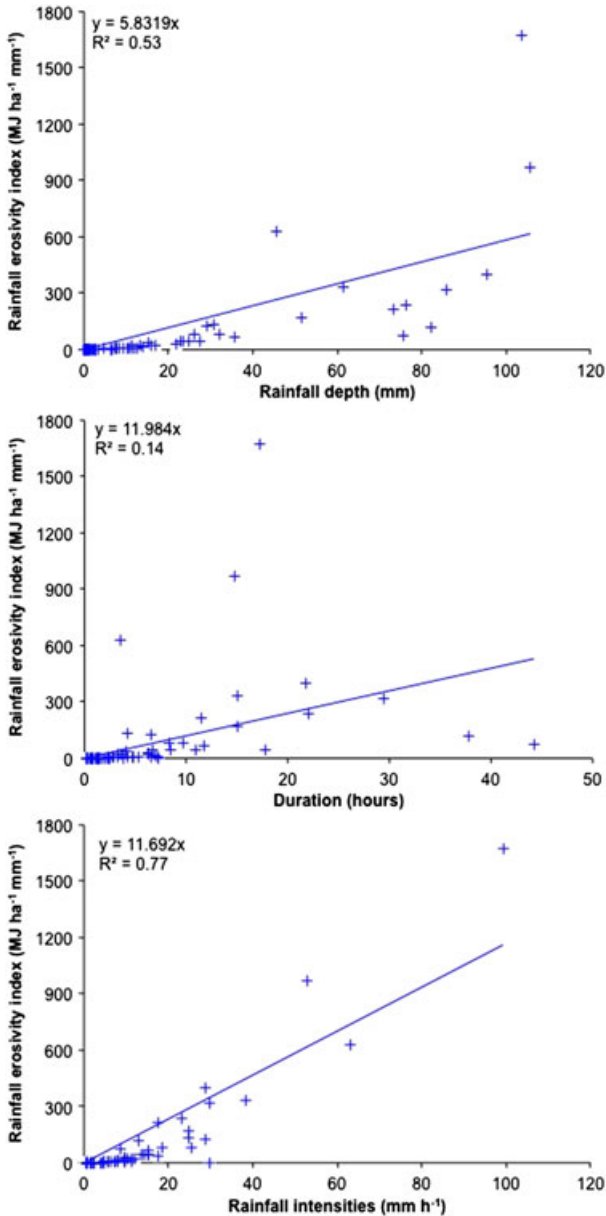 y = 5.8319x
R² = 0.53
Rainfall erosivity index (MJ ha⁻¹ mm⁻¹)
1800
1500
1200
900
600
300
0
0 20 40 60 80 100 120
Rainfall depth (mm)
y = 11.984x
R² = 0.14
Rainfall erosivity index (MJ ha⁻¹ mm⁻¹)
1800
1500
1200
900
600
300
0
0 10 20 30 40 50
Duration (hours)
y = 11.692x
R² = 0.77
Rainfall erosivity index (MJ ha⁻¹ mm⁻¹)
1800
1500
1200
900
600
300
0
0 20 40 60 80 100 120
Rainfall intensities (mm h⁻¹)